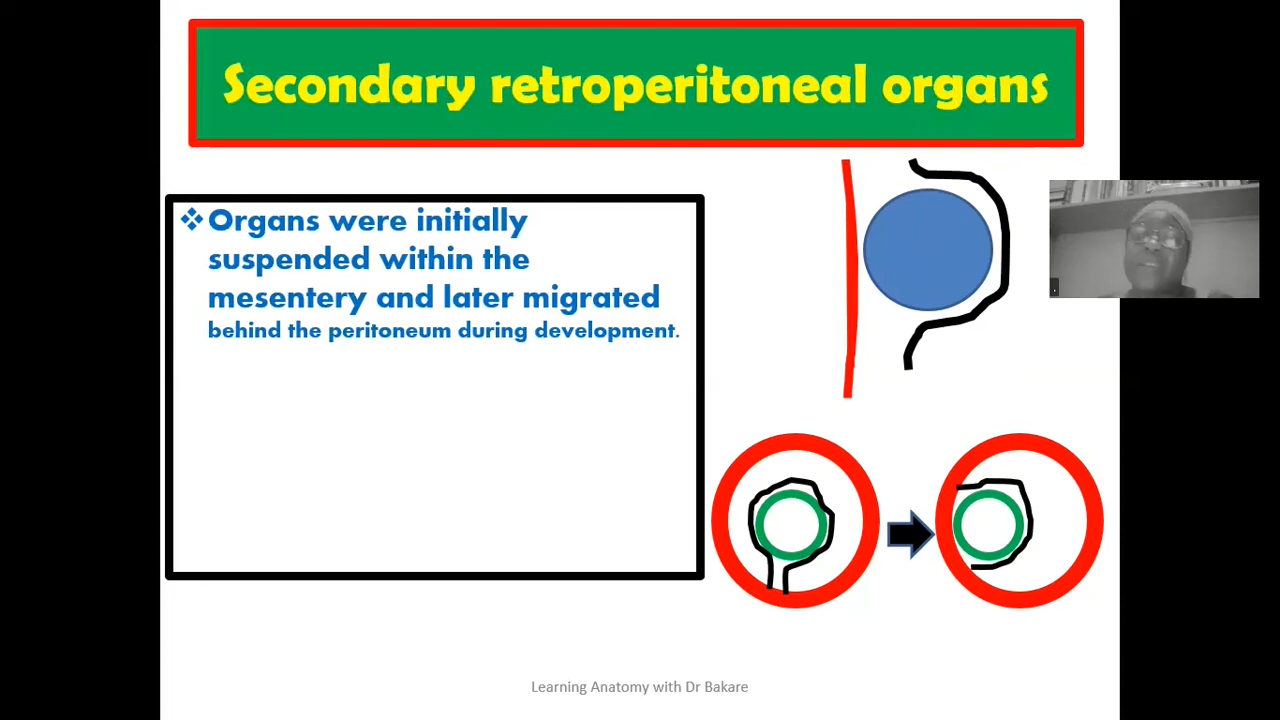 Secondary retroperitoneal organs
❖Organs were initially
suspended within the
mesentery and later migrated
behind the peritoneum during development.
Learning Anatomy with Dr Bakare